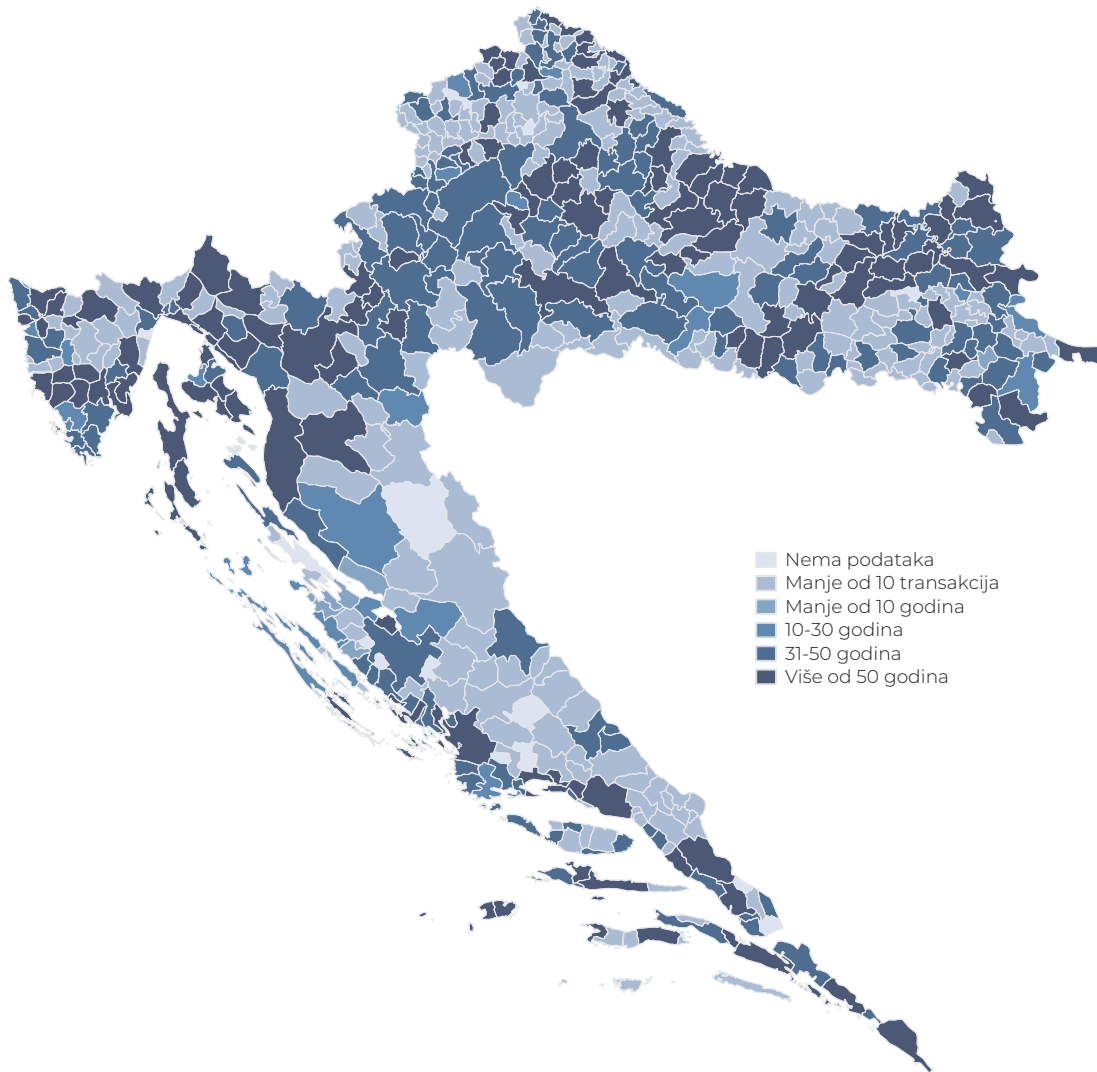 Nema podataka
Manje od 10 transakcija
Manje od 10 godina
10-30 godina
31-50 godina
Više od 50 godina